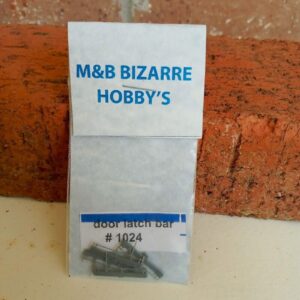 M&B BIZARRE
HOBBY'S
door latch bar
# 1024